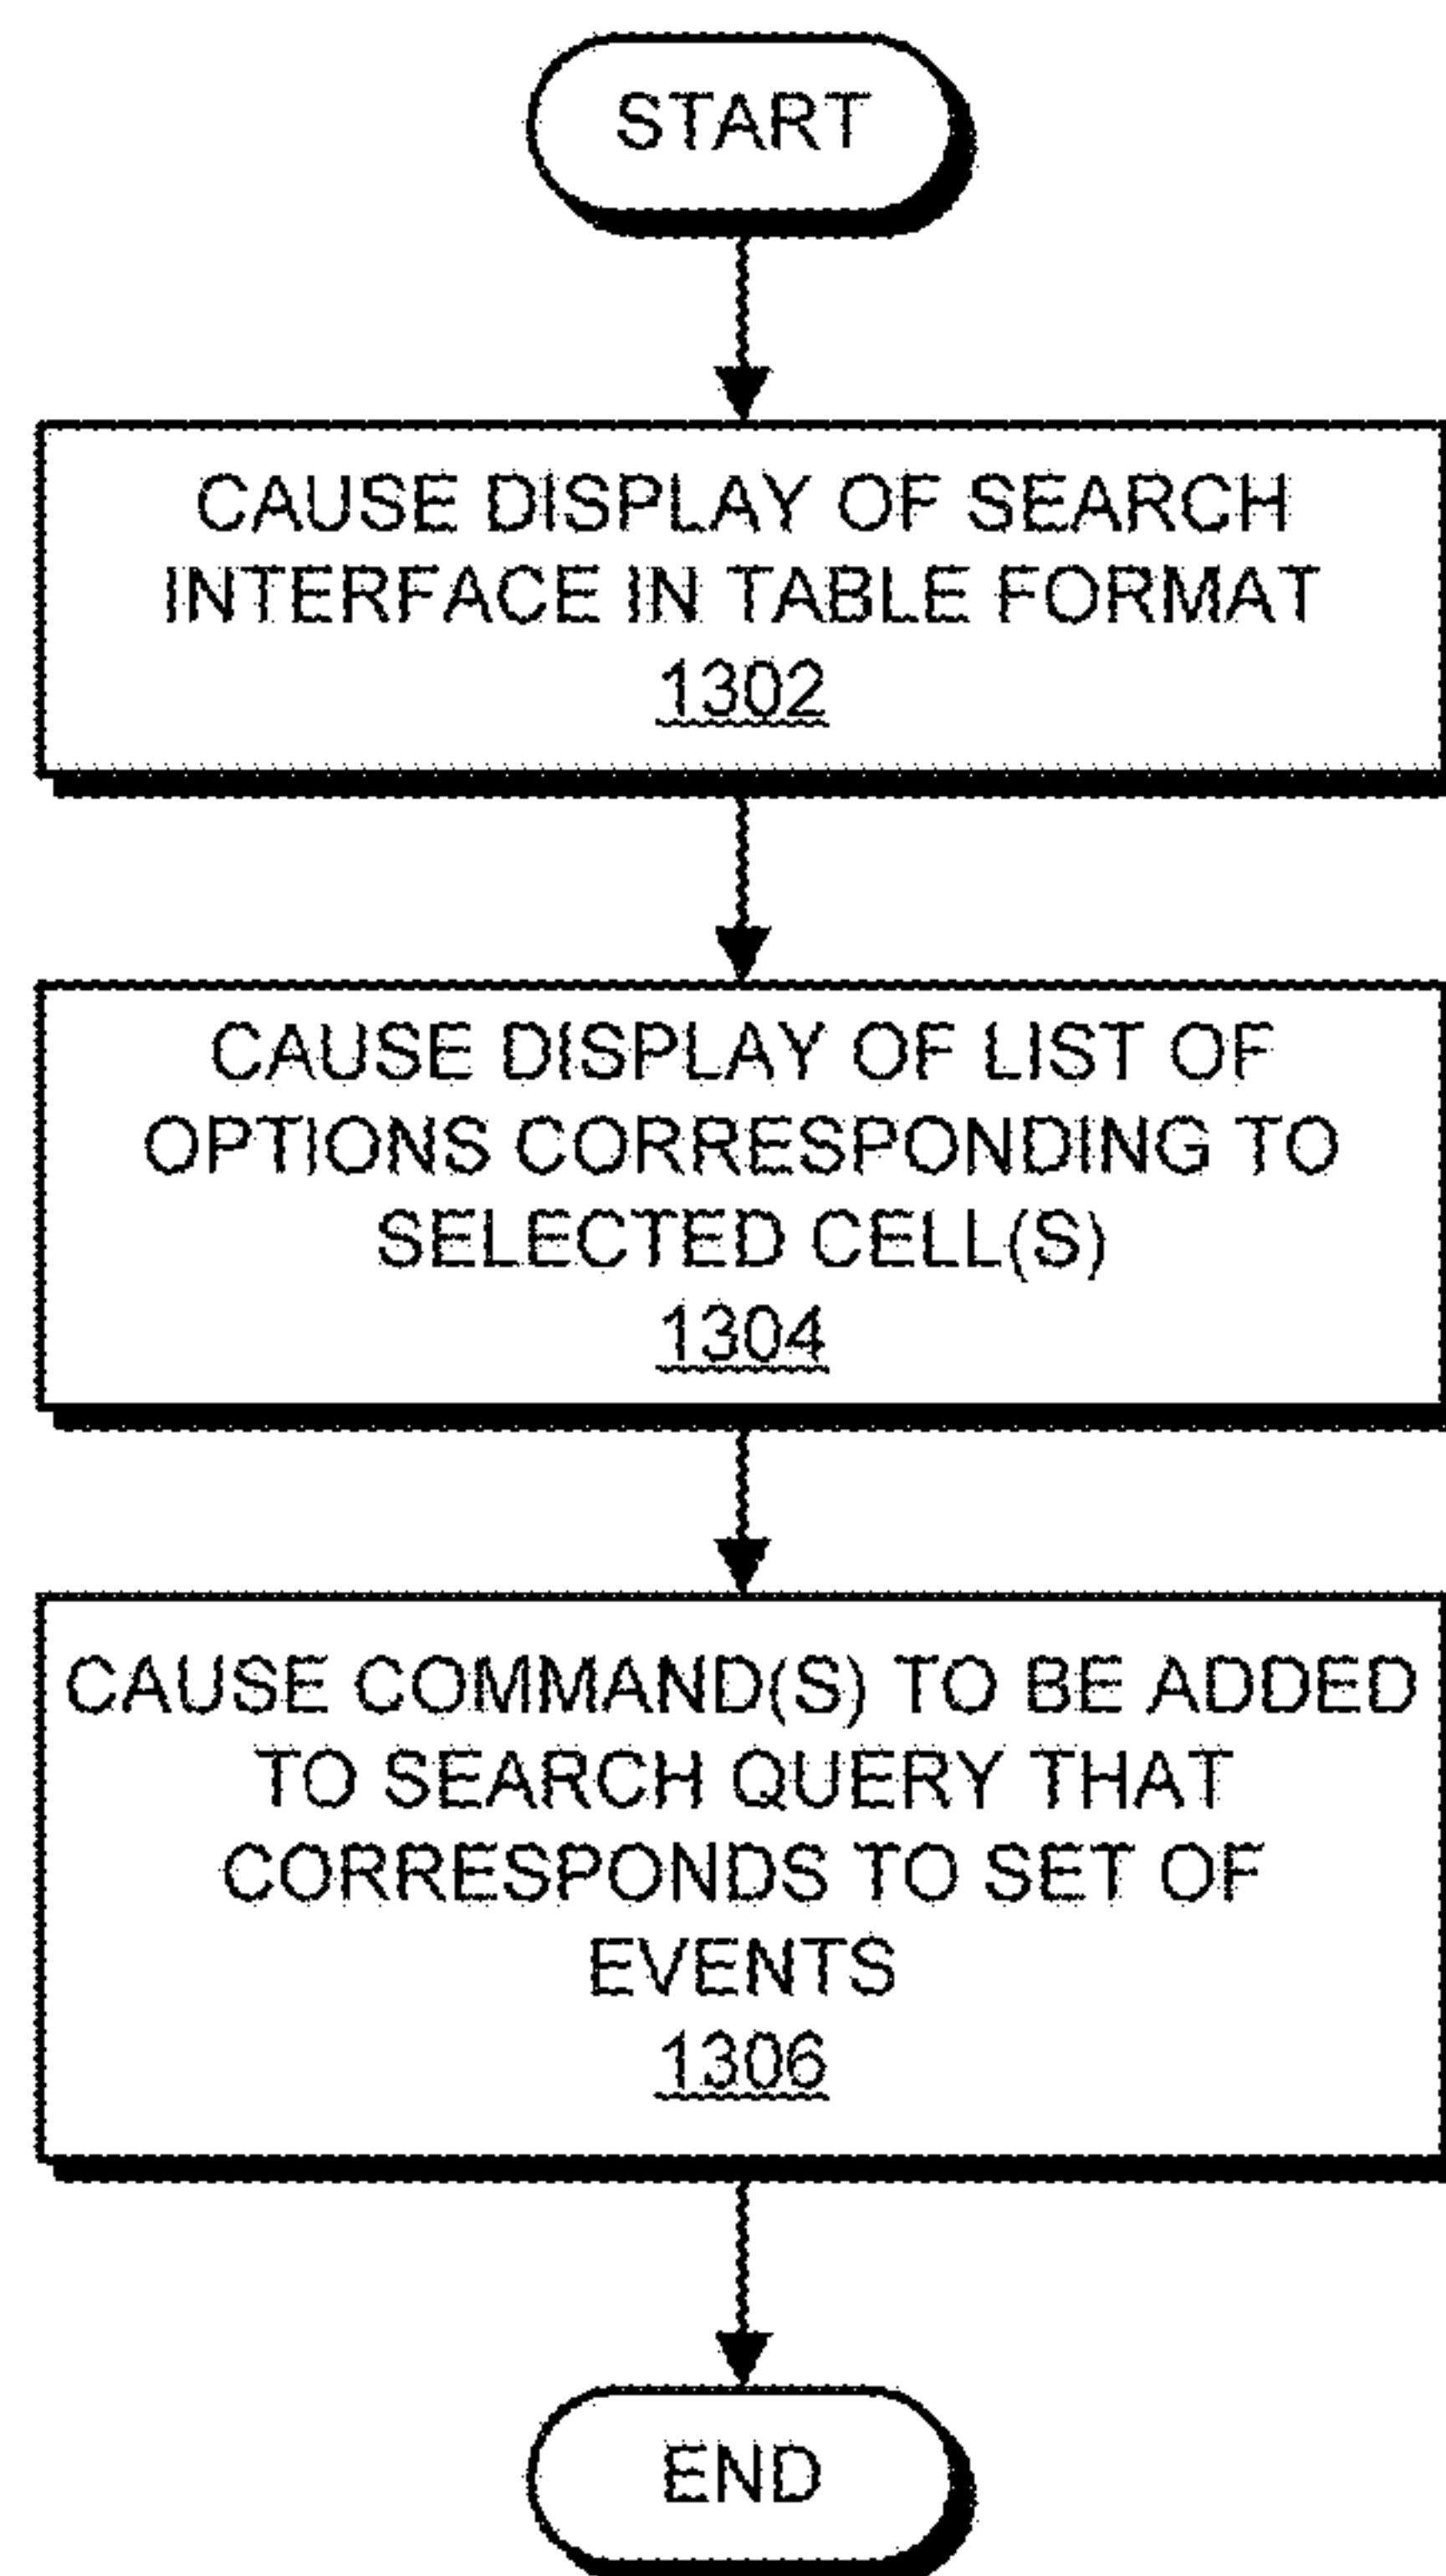 START
CAUSE DISPLAY OF SEARCH
INTERFACE IN TABLE FORMAT
1302
CAUSE DISPLAY OF LIST OF
OPTIONS CORRESPONDING TO
SELECTED CELL(S)
1304
CAUSE COMMAND(S) TO BE ADDED
TO SEARCH QUERY THAT
CORRESPONDS TO SET OF
EVENTS
1306
END